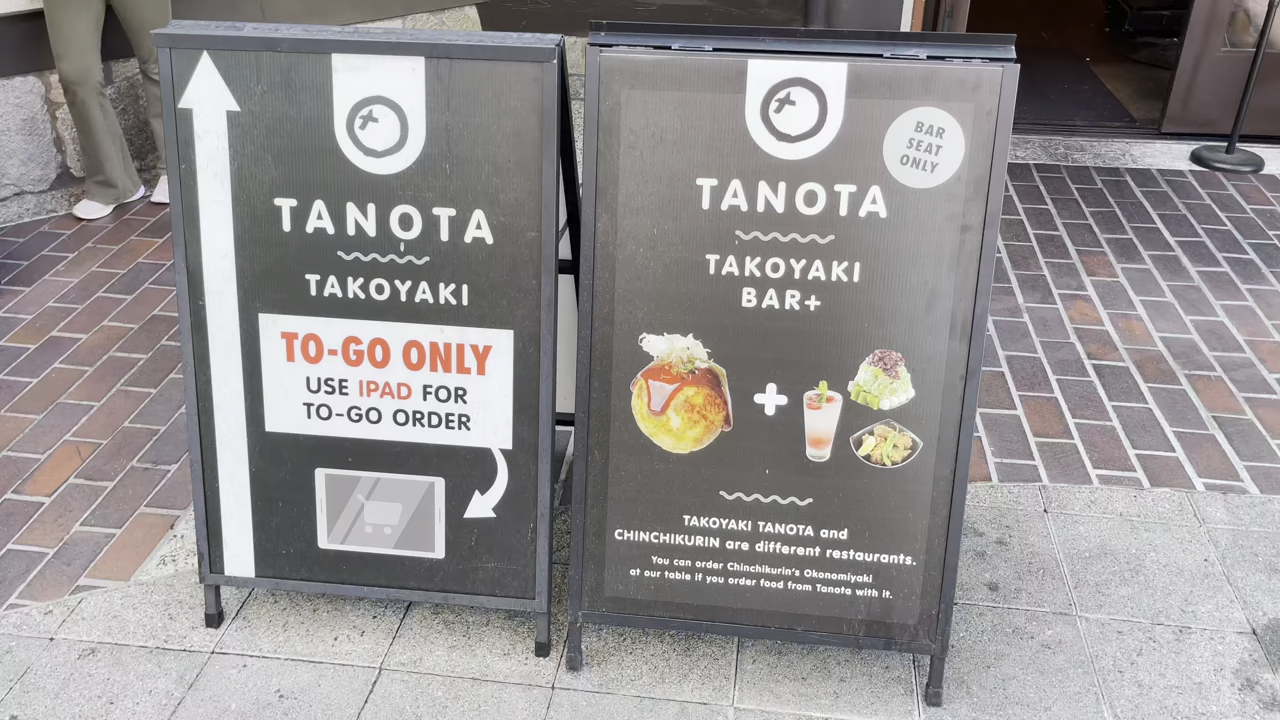 TANOTA
TAKOYAKI
TO-GO ONLY
USE IPAD FOR
TO-GO ORDER
BAR
SEAT
ONLY
TANOTA
TAKOYAKI
BAR+
TAKOYAKI TANOTA and
CHINCHIKURIN are different restaurants.
You can order Chinchikurin's Okonomiyaki
at our table if you order food from Tanota with it.